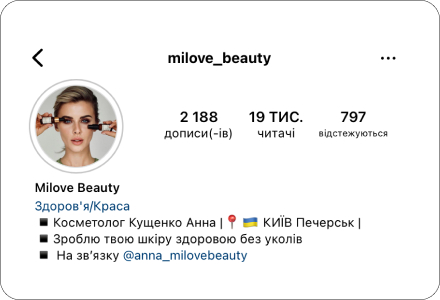 milove_beauty
2 188 19 ТИС. 797
дописи(-ів) читачі відстежуються
Milove Beauty
Здоров'я/Краса
Косметолог Кущенко Анна | КИЇВ Печерськ |
Зроблю твою шкіру здоровою без уколів
На зв’язку @anna_milovebeauty